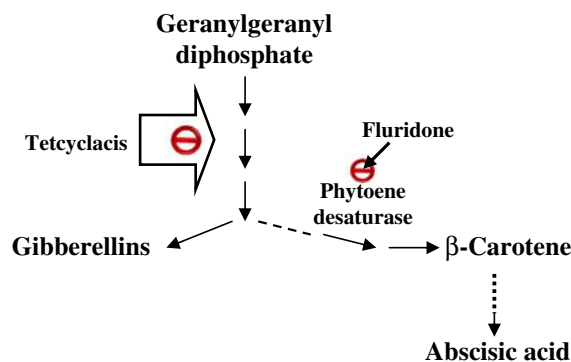 Geranylgeranyl
diphosphate
Tetcyclacis
Fluridone
Phytoene
desaturase
Gibberellins
β-Carotene
Abscisic acid